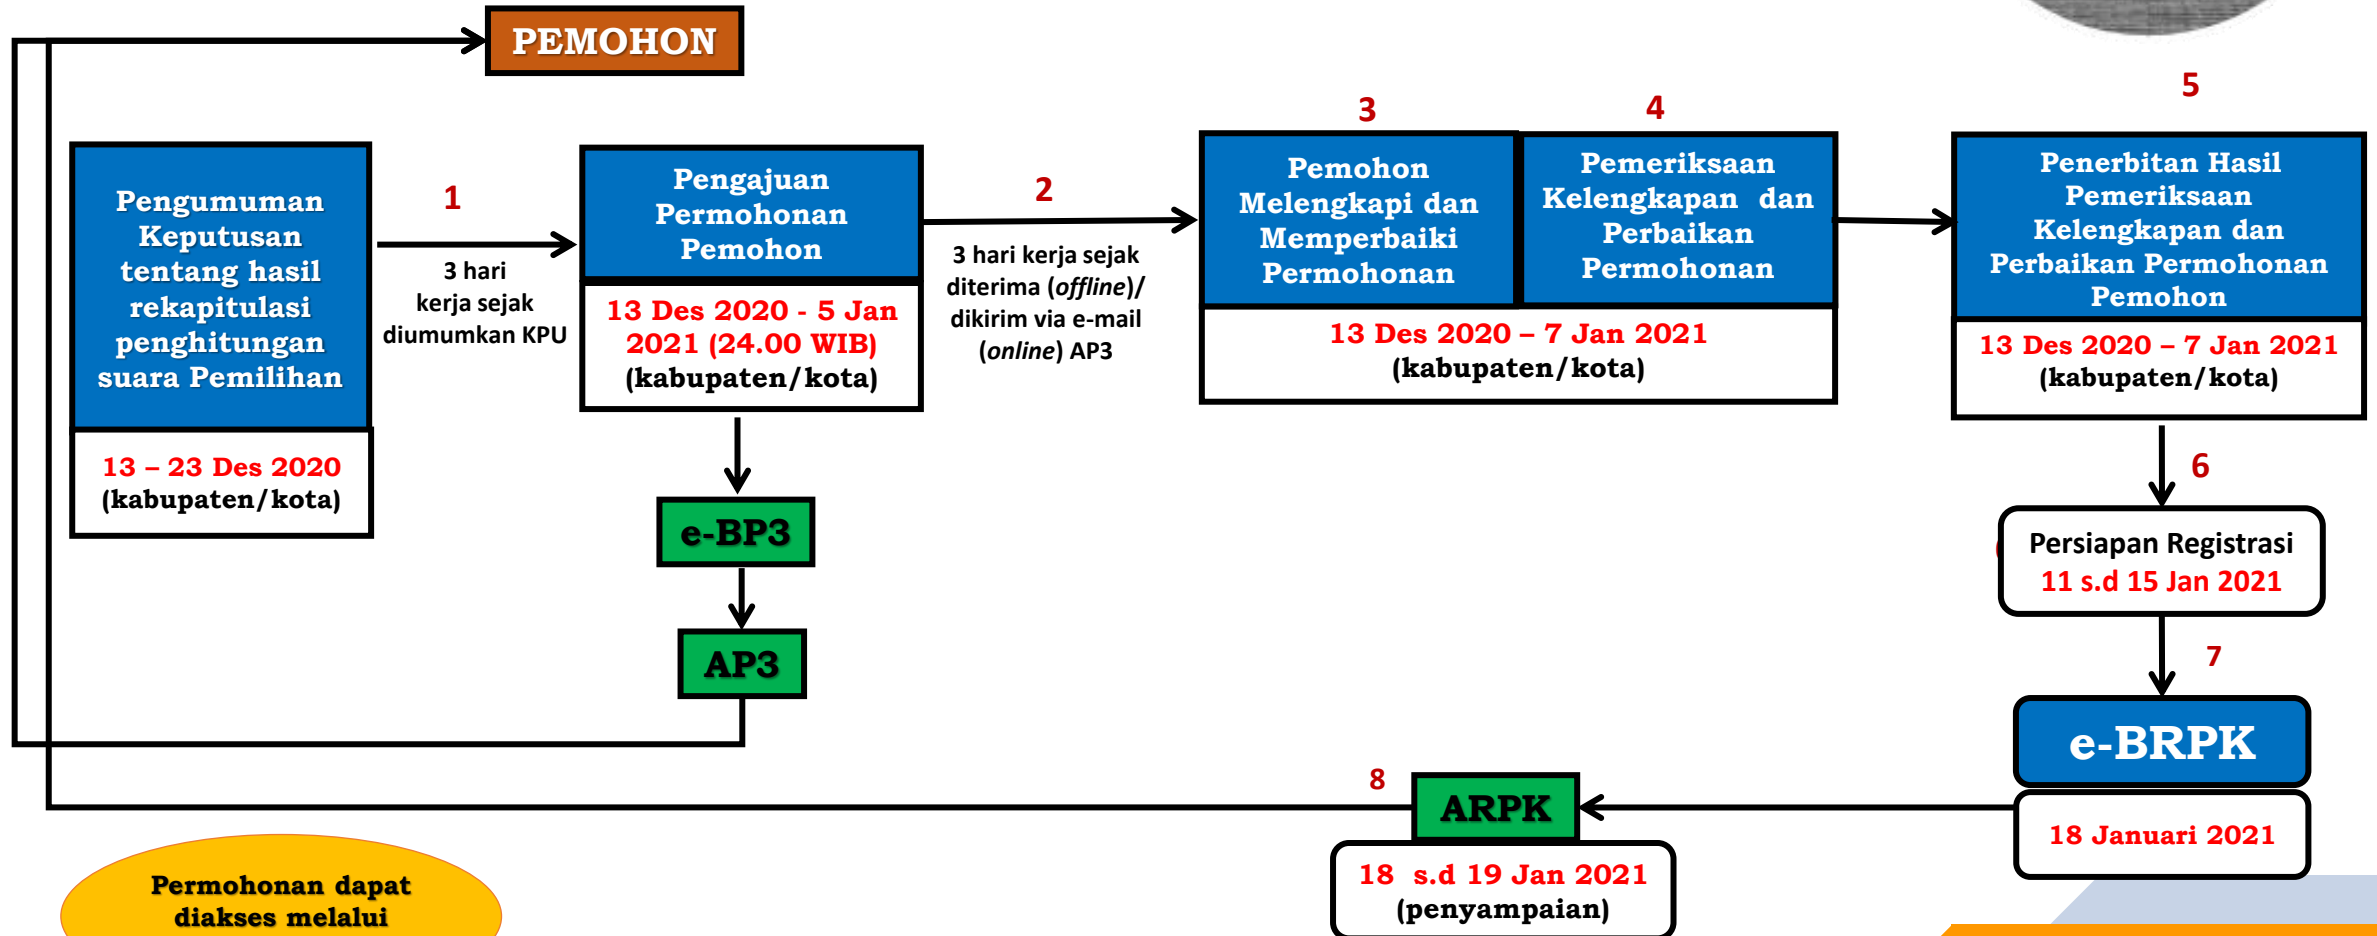 PEMOHON
Pengumuman
Keputusan
tentang hasil
rekapitulasi
penghitungan
suara Pemilihan
13 – 23 Des 2020
(kabupaten/kota)
1
3 hari
kerja sejak
diumumkan KPU
Pengajuan
Permohonan
Pemohon
13 Des 2020 - 5 Jan
2021 (24.00 WIB)
(kabupaten/kota)
e-BP3
AP3
2
3 hari kerja sejak
diterima (offline)/
dikirim via e-mail
(online) AP3
3
Pemohon
Melengkapi dan
Memperbaiki
Permohonan
4
Pemeriksaan
Kelengkapan dan
Perbaikan
Permohonan
13 Des 2020 – 7 Jan 2021
(kabupaten/kota)
5
Penerbitan Hasil
Pemeriksaan
Kelengkapan dan
Perbaikan Permohonan
Pemohon
13 Des 2020 – 7 Jan 2021
(kabupaten/kota)
6
Persiapan Registrasi
11 s.d 15 Jan 2021
7
e-BRPK
18 Januari 2021
8
ARPK
18 s.d 19 Jan 2021
(penyampaian)
Permohonan dapat
diakses melalui